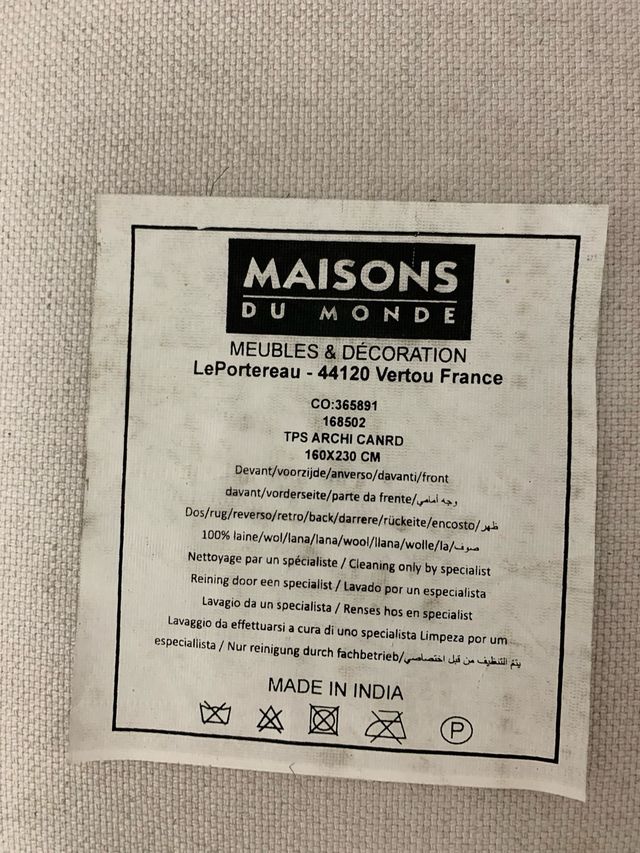 MAISONS
DU MONDE
MEUBLES & DÉCORATION
LePortereau - 44120 Vertou France
CO:365891
168502
TPS ARCHI CANRD
160X230 CM
Devant/voorzijde/anverso/davanti/front
davant/vorderseite/parte da frente/وجه أمامي
Dos/rug/reverso/retro/back/darrere/rückeite/encosto/ظهر
100% laine/wol/lana/lana/wool/llana/wolle/la/صوف
Nettoyage par un spécialiste / Cleaning only by specialist
Reining door een specialist / Lavado por un especialista
Lavagio da un specialista / Renses hos en specialist
Lavaggio da effettuarsi a cura di uno specialista Limpeza por um
especiallista / Nur reinigung durch fachbetrieb/يتم التنظيف من قبل اختصاصي
MADE IN INDIA
P